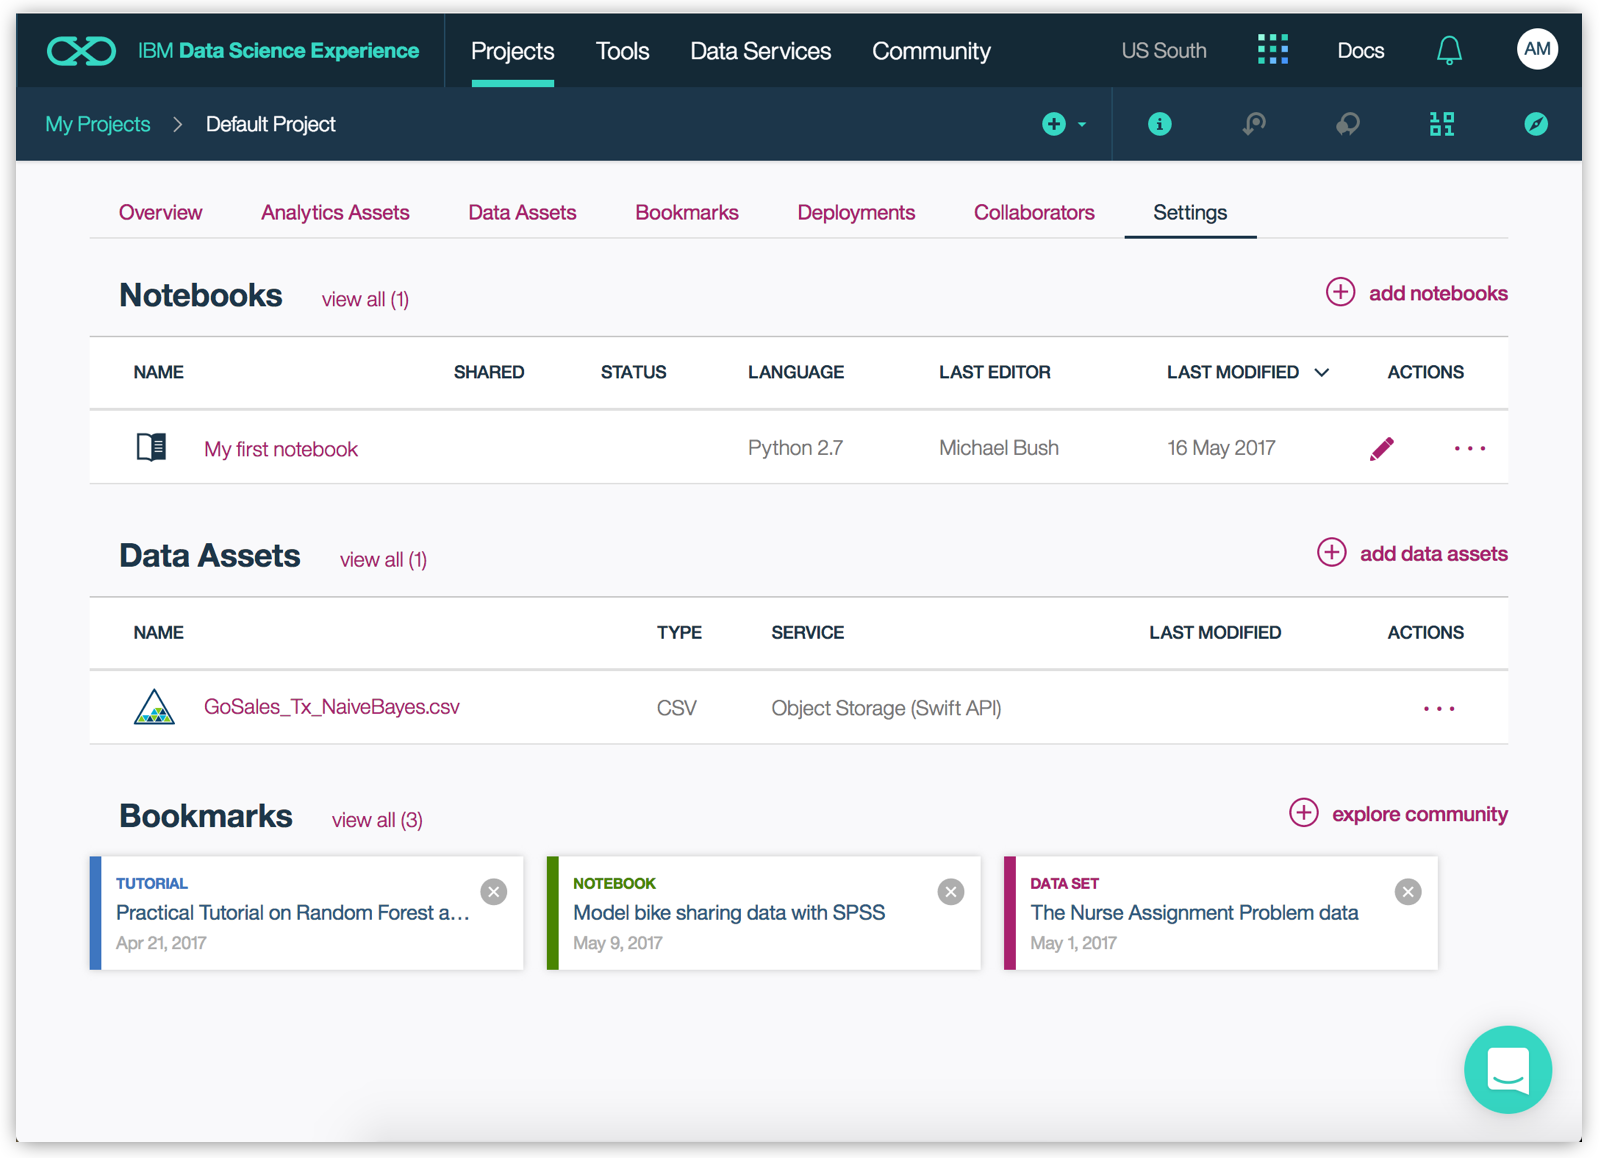 IBM Data Science Experience
Projects Tools Data Services Community US South Docs AM
My Projects > Default Project
Overview Analytics Assets Data Assets Bookmarks Deployments Collaborators Settings
Notebooks view all (1) add notebooks
NAME SHARED STATUS LANGUAGE LAST EDITOR LAST MODIFIED ACTIONS
My first notebook Python 2.7 Michael Bush 16 May 2017
Data Assets view all (1) add data assets
NAME TYPE SERVICE LAST MODIFIED ACTIONS
GoSales_Tx_NaiveBayes.csv CSV Object Storage (Swift API)
Bookmarks view all (3) explore community
TUTORIAL
Practical Tutorial on Random Forest a...
Apr 21, 2017
NOTEBOOK
Model bike sharing data with SPSS
May 9, 2017
DATA SET
The Nurse Assignment Problem data
May 1, 2017